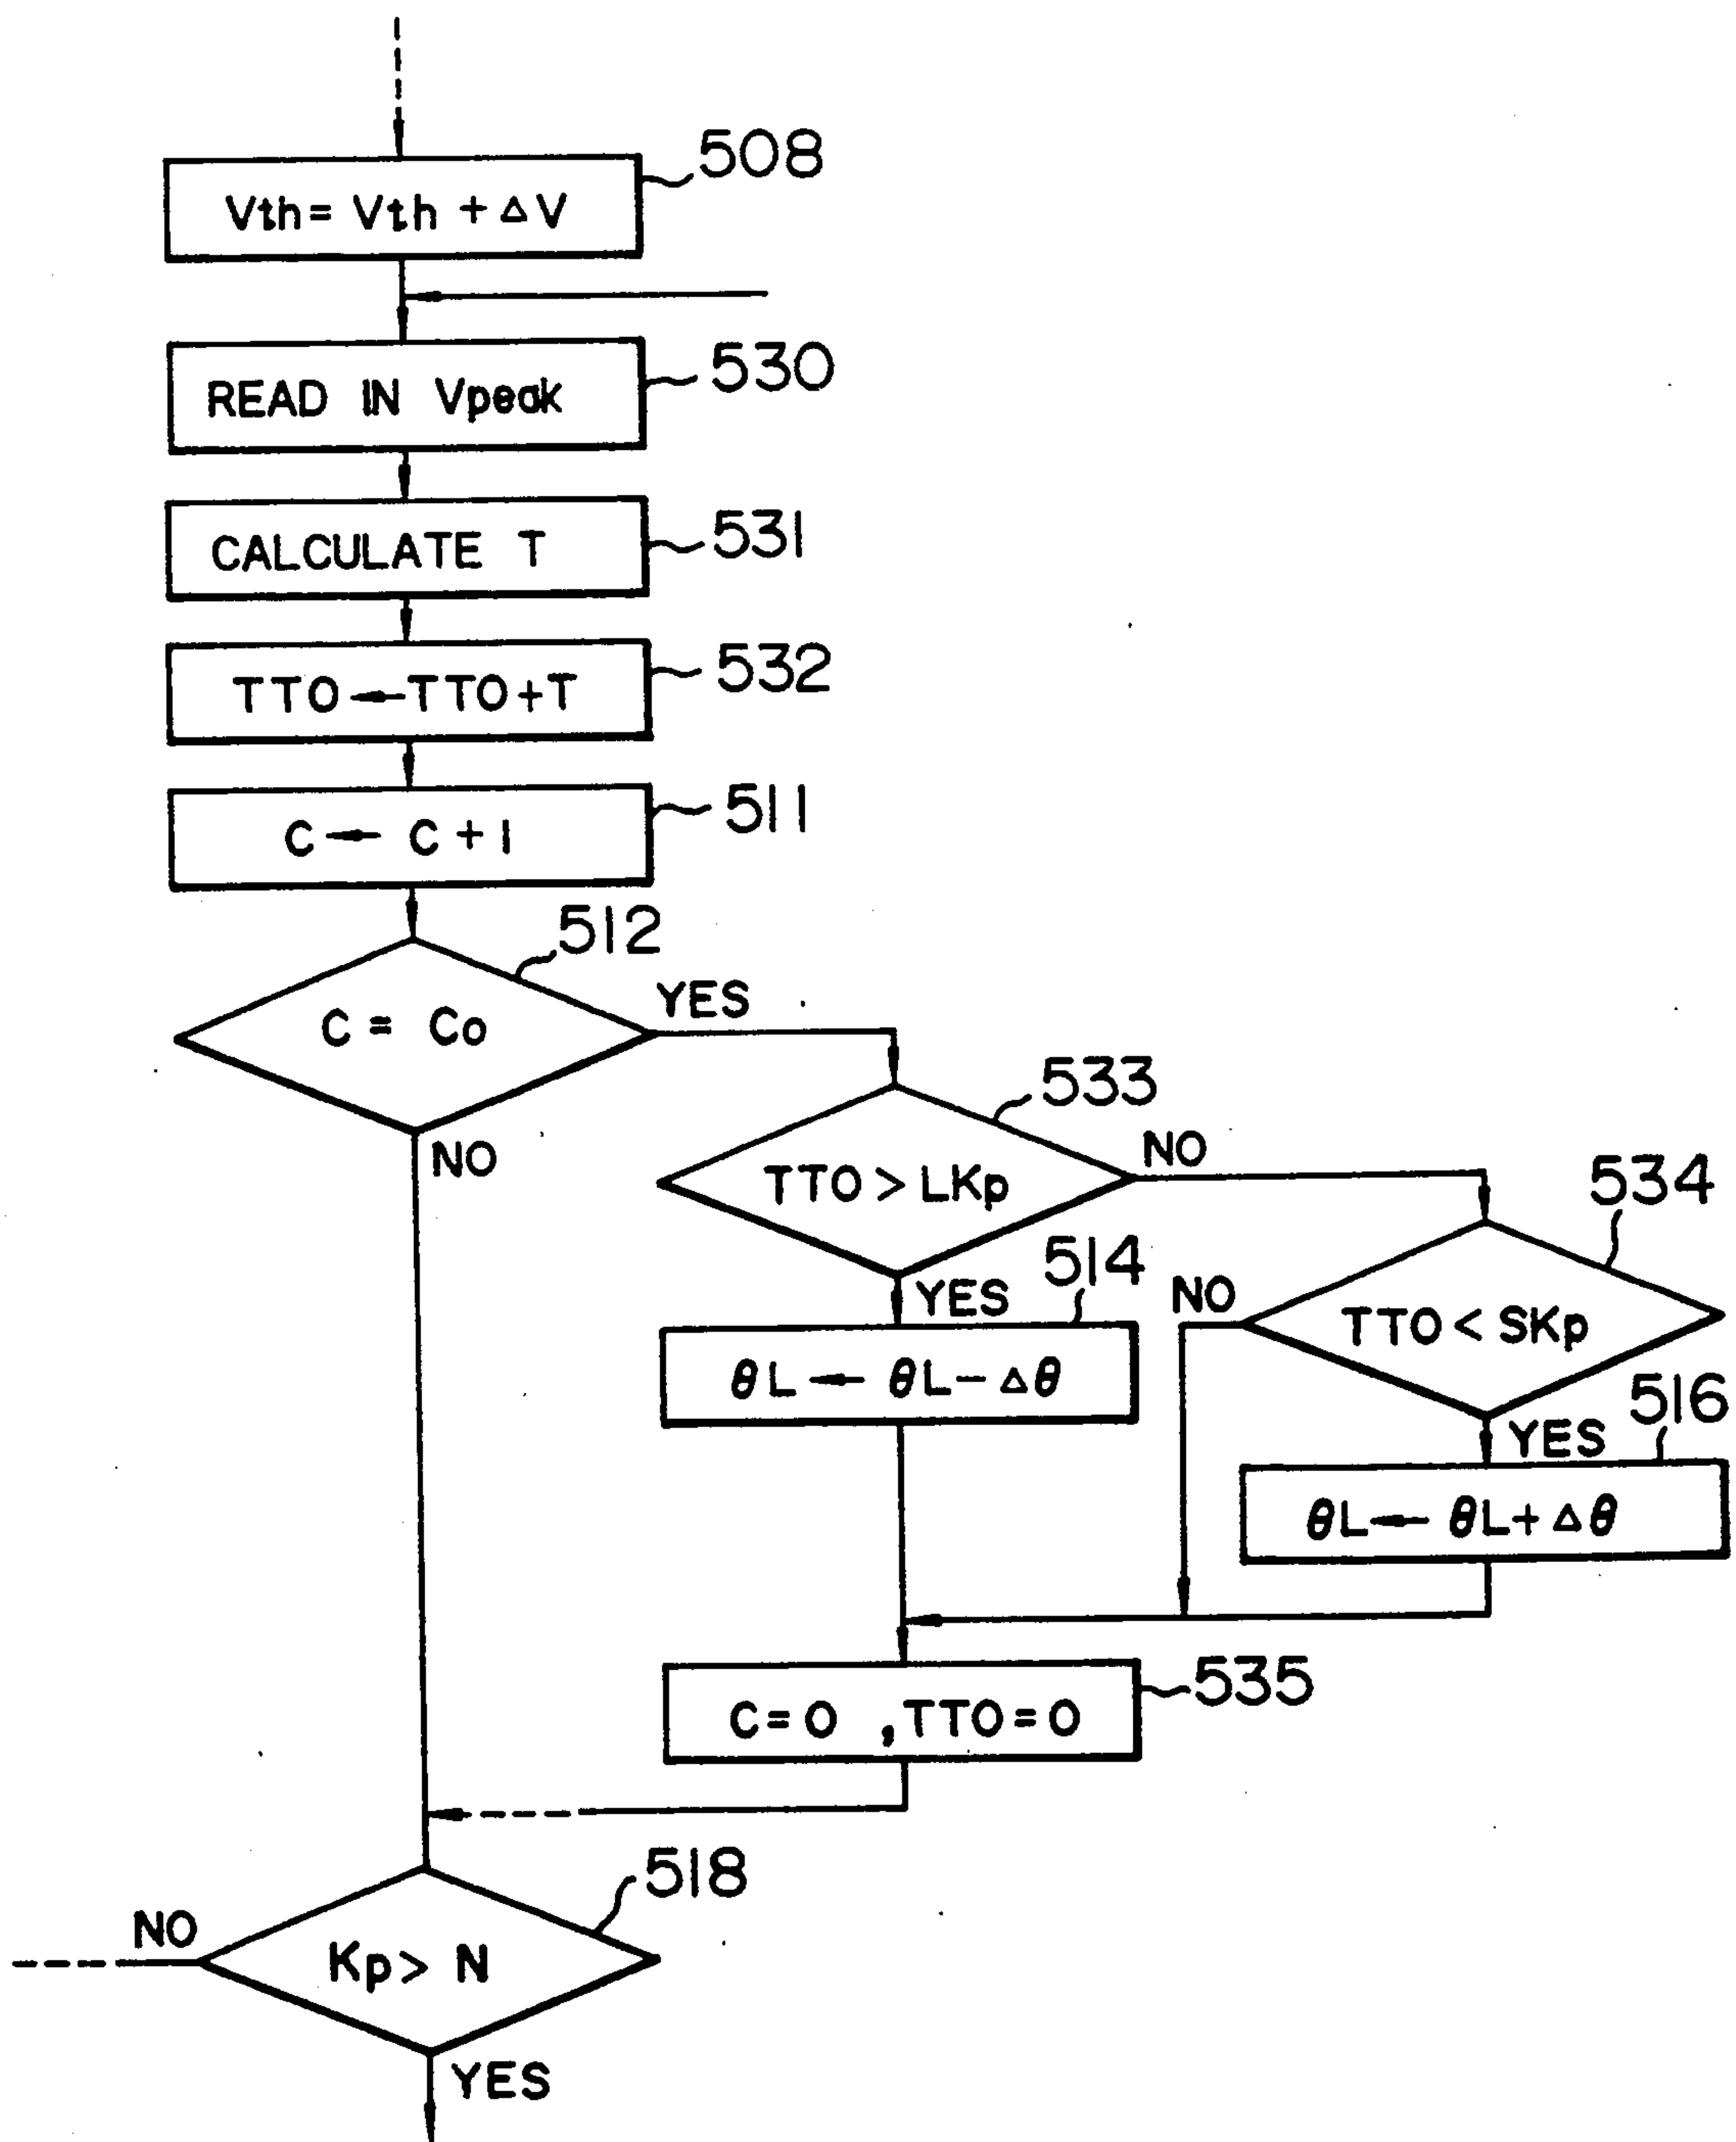 508
Vth = Vth + ΔV
530
READ IN Vpeak
531
CALCULATE T
532
TTO ← TTO + T
511
C ← C + 1
512
C = Co
YES
NO
533
TTO > LKp
NO
YES
534
TTO < SKp
NO
YES
514
θL ← θL − Δθ
516
θL ← θL + Δθ
535
C = 0 , TTO = 0
518
Kp > N
NO
YES